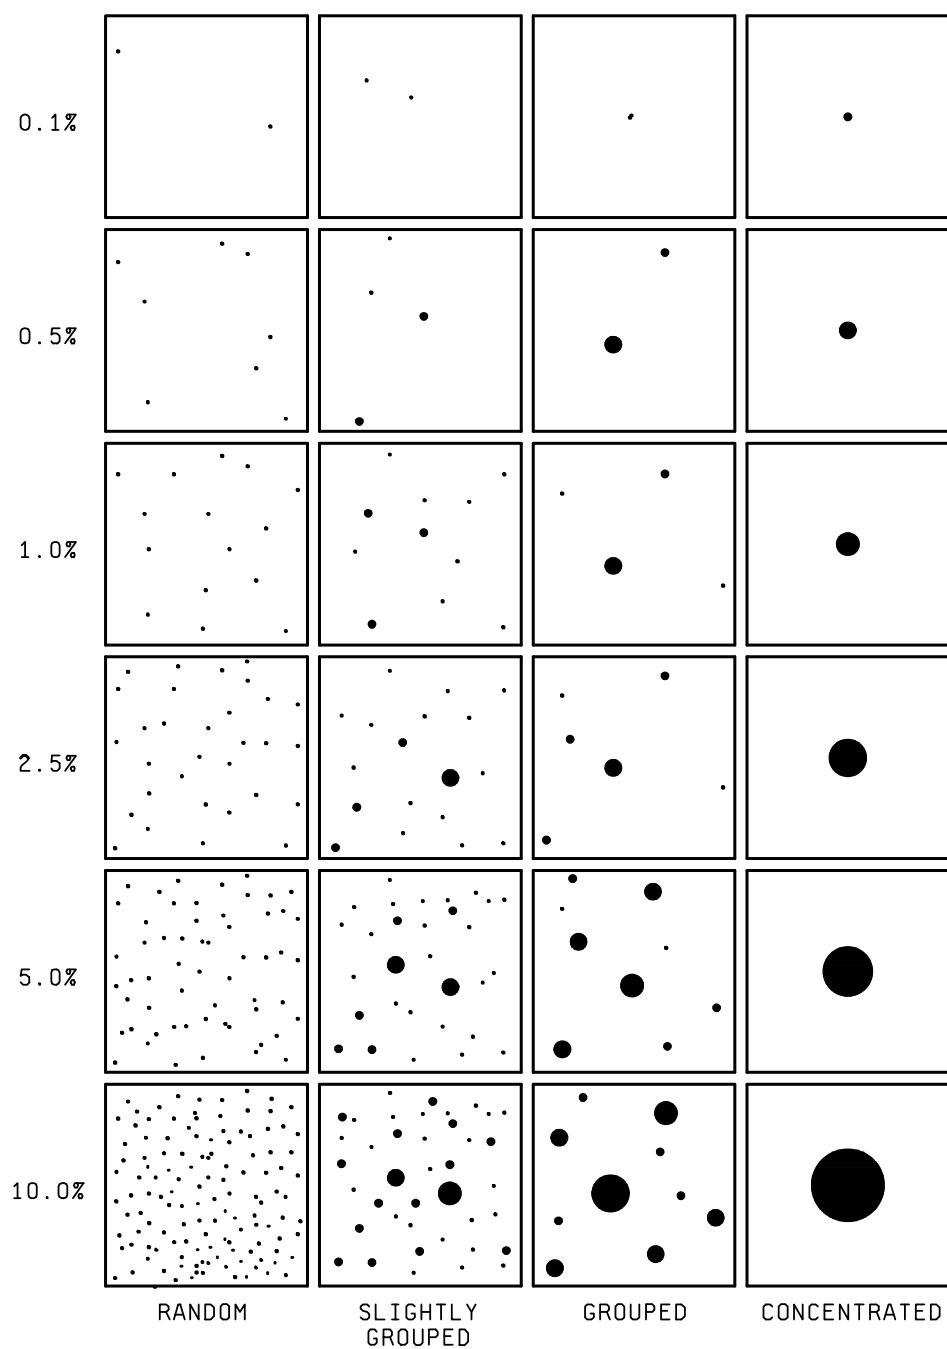 0.1%
0.5%
1.0%
2.5%
5.0%
10.0%
RANDOM
SLIGHTLY
GROUPED
GROUPED
CONCENTRATED